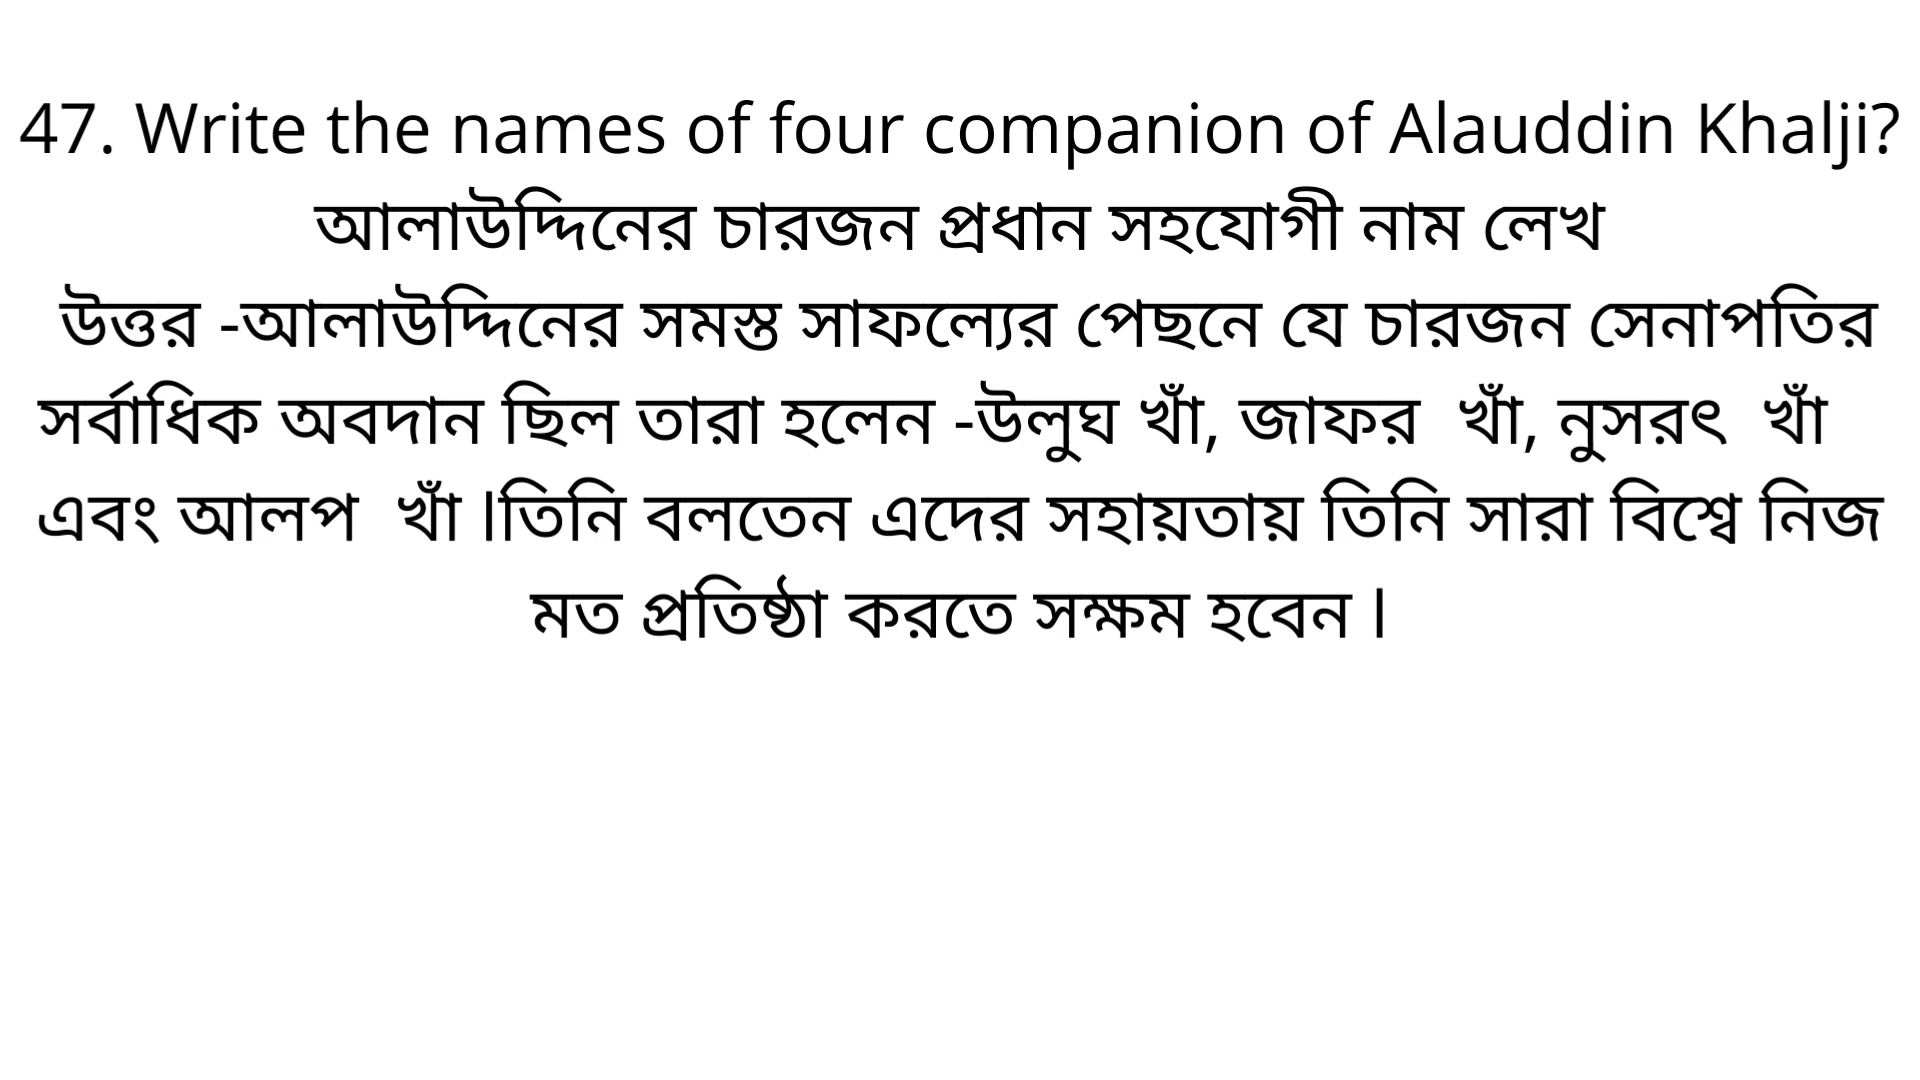 47. Write the names of four companion of Alauddin Khalji?
আলাউদ্দিনের চারজন প্রধান সহযোগী নাম লেখ
উত্তর -আলাউদ্দিনের সমস্ত সাফল্যের পেছনে যে চারজন সেনাপতির
সর্বাধিক অবদান ছিল তারা হলেন -উলুঘ খাঁ, জাফর  খাঁ, নুসরৎ  খাঁ
এবং আলপ  খাঁ ।তিনি বলতেন এদের সহায়তায় তিনি সারা বিশ্বে নিজ
মত প্রতিষ্ঠা করতে সক্ষম হবেন ।